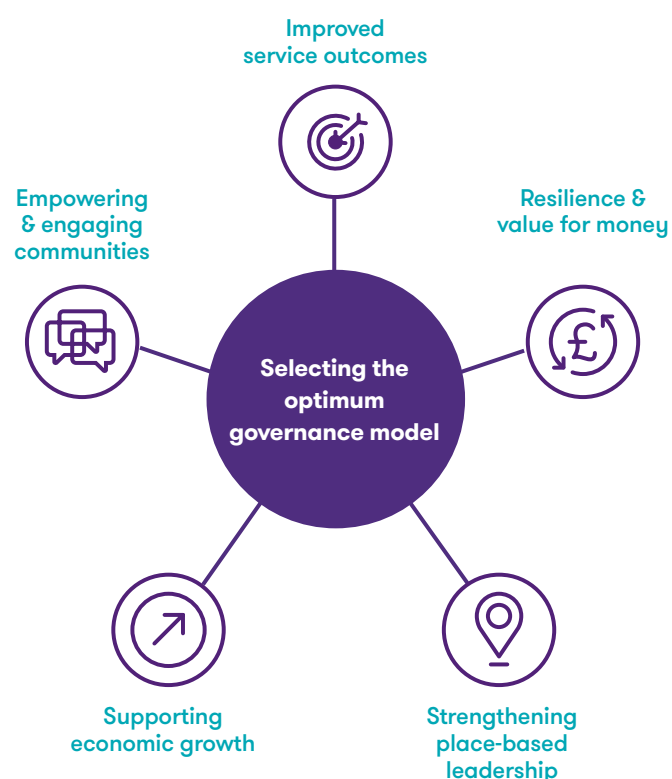 Improved
service outcomes
Empowering
& engaging
communities
Resilience &
value for money
£
Selecting the
optimum
governance model
Supporting
economic growth
Strengthening
place-based
leadership